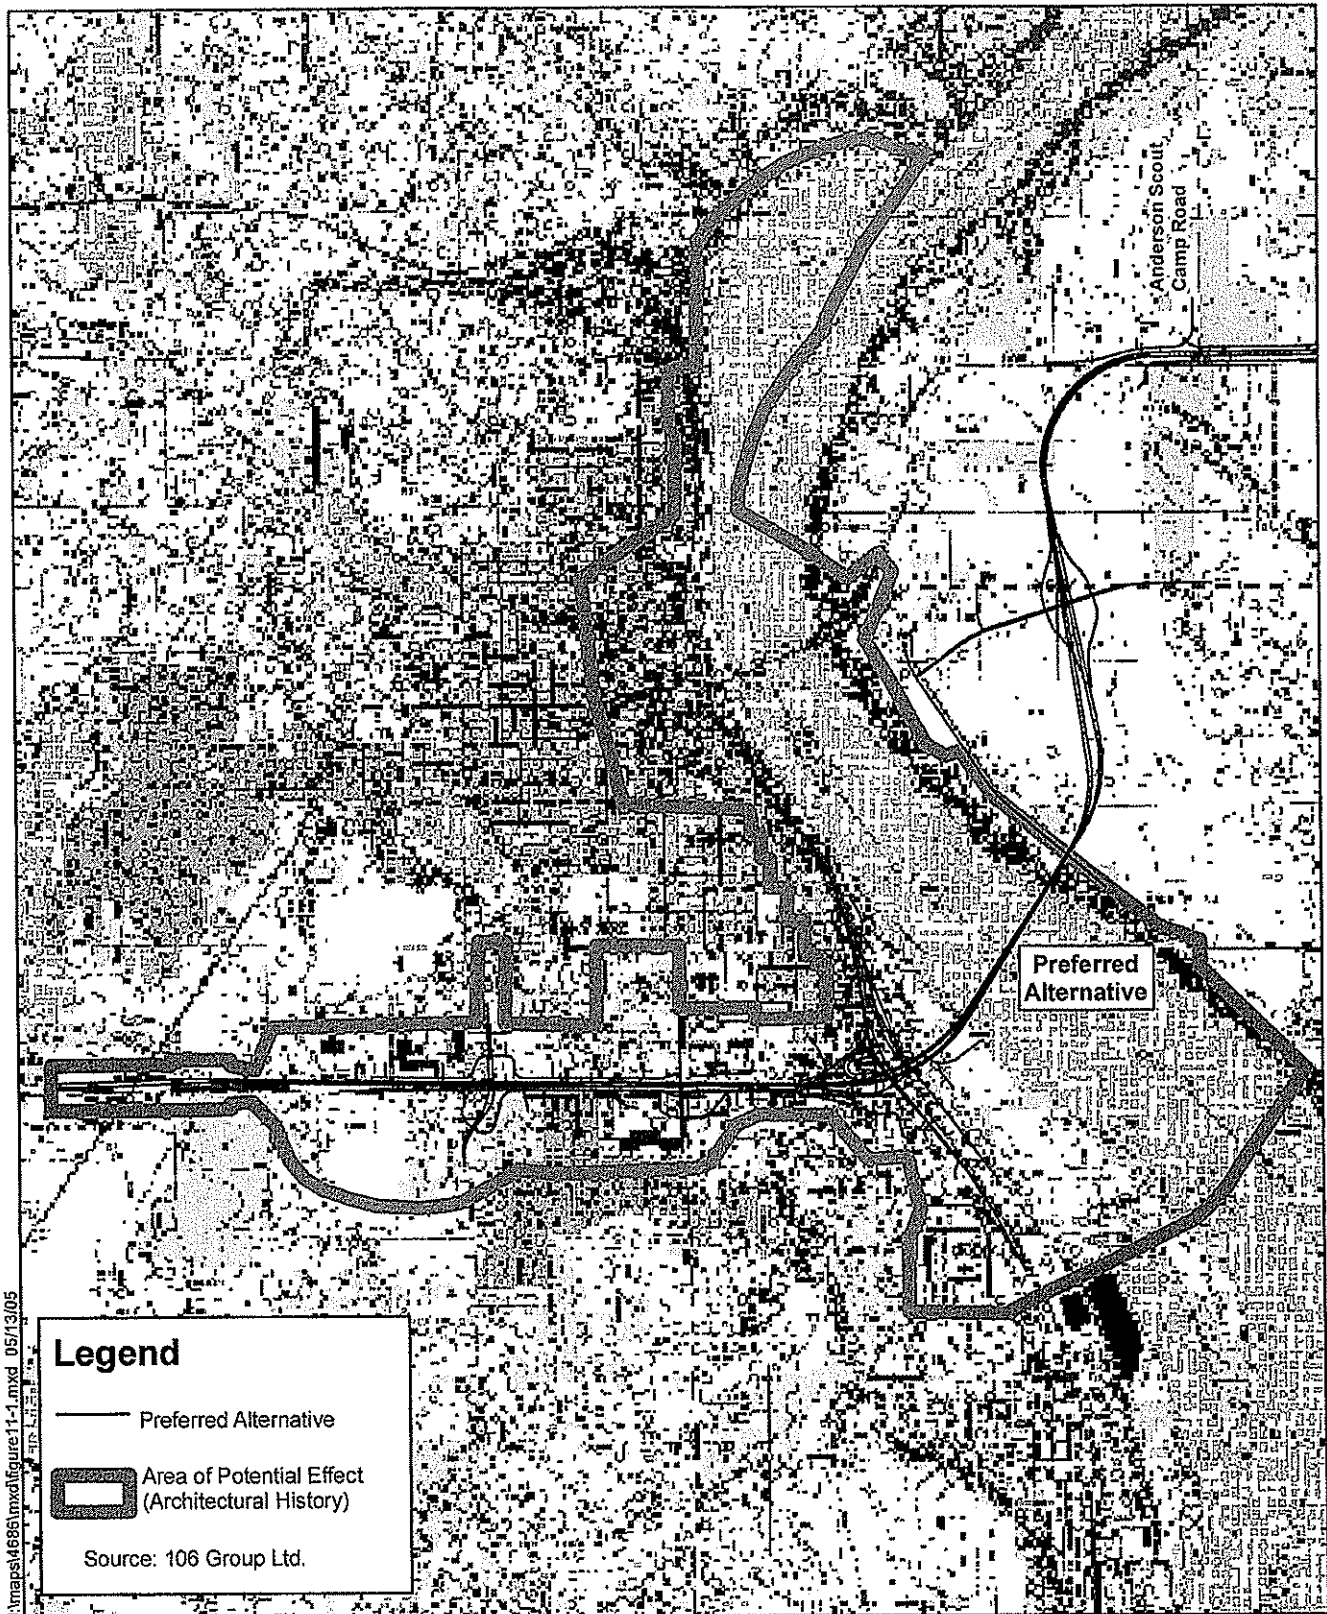 Anderson Scout
Camp Road
Preferred
Alternative
Legend
Preferred Alternative
Area of Potential Effect
(Architectural History)
Source: 106 Group Ltd.
\maps\4686\mxd\figure11-1.mxd 05/13/05